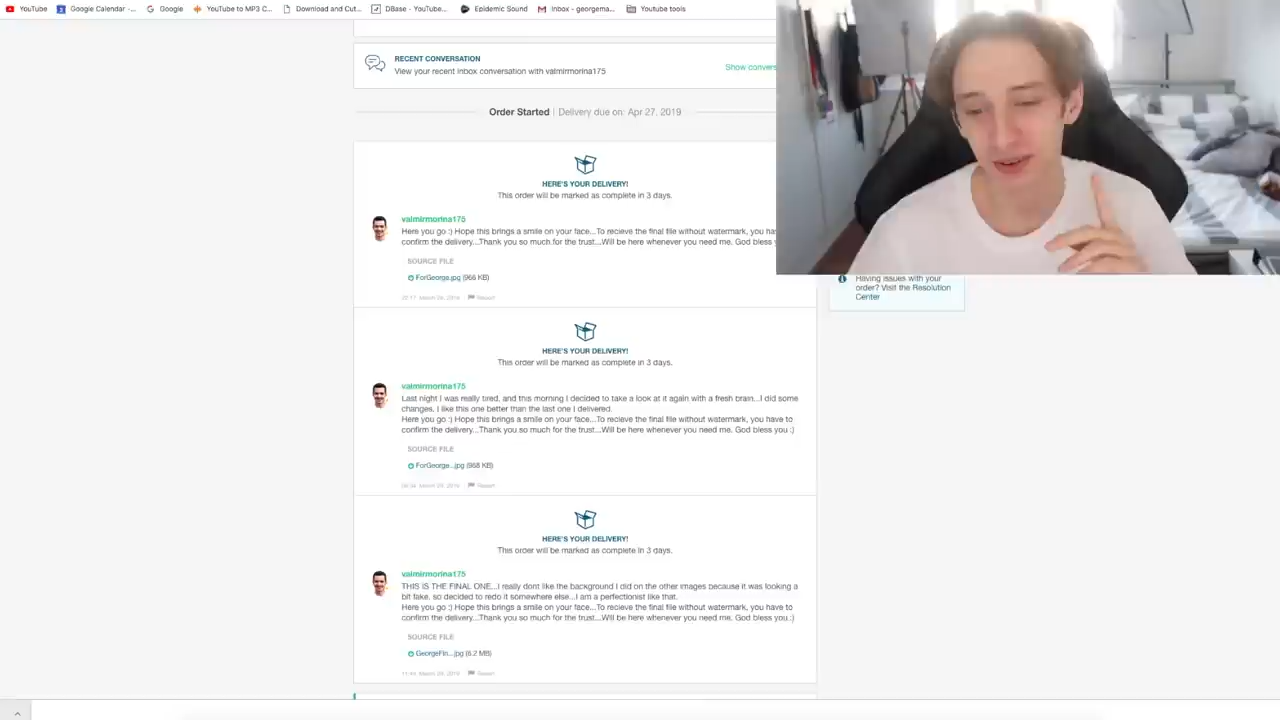 YouTube
Google Calendar -...
Google
YouTube to MP3 C...
Download and Cut...
DBase - YouTube...
Epidemic Sound
Inbox - georgema...
Youtube tools
RECENT CONVERSATION
View your recent inbox conversation with valmirmorina175
Show convers
Order Started | Delivery due on: Apr 27, 2019
HERE'S YOUR DELIVERY!
This order will be marked as complete in 3 days.
valmirmorina175
Here you go :) Hope this brings a smile on your face...To recieve the final file without watermark, you ha
confirm the delivery...Thank you so much for the trust...Will be here whenever you need me. God bless y
SOURCE FILE
ForGeorge.jpg (966 KB)
Having issues with your
order? Visit the Resolution
Center
HERE'S YOUR DELIVERY!
This order will be marked as complete in 3 days.
valmirmorina175
Last night I was really tired, and this morning I decided to take a look at it again with a fresh brain...I did some
changes, I like this one better than the last one I delivered.
Here you go :) Hope this brings a smile on your face...To recieve the final file without watermark, you have to
confirm the delivery...Thank you so much for the trust...Will be here whenever you need me. God bless you :)
SOURCE FILE
ForGeorge...jpg (958 KB)
HERE'S YOUR DELIVERY!
This order will be marked as complete in 3 days.
valmirmorina175
THIS IS THE FINAL ONE...I really dont like the background I did on the other images because it was looking a
bit fake, so decided to redo it somewhere else...I am a perfectionist like that.
Here you go :) Hope this brings a smile on your face...To recieve the final file without watermark, you have to
confirm the delivery...Thank you so much for the trust...Will be here whenever you need me. God bless you :)
SOURCE FILE
GeorgeFin...jpg (6.2 MB)